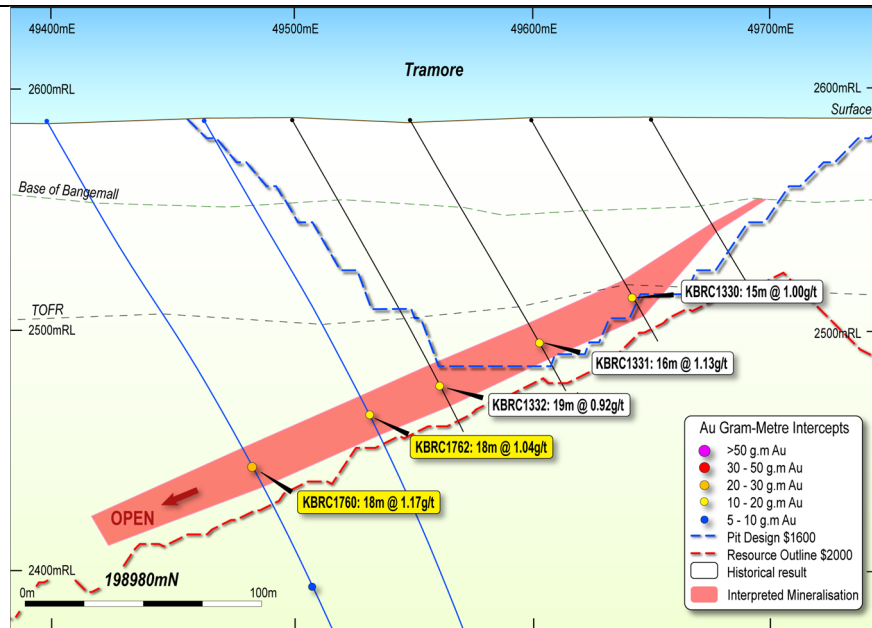 49400mE
49500mE
49600mE
49700mE
Tramore
2600mRL
2600mRL
Surface
Base of Bangemall
KBRC1330: 15m @ 1.00g/t
TOFR
2500mRL
2500mRL
KBRC1331: 16m @ 1.13g/t
KBRC1332: 19m @ 0.92g/t
KBRC1762: 18m @ 1.04g/t
KBRC1760: 18m @ 1.17g/t
OPEN
Au Gram-Metre Intercepts
>50 g.m Au
30 - 50 g.m Au
20 - 30 g.m Au
10 - 20 g.m Au
5 - 10 g.m Au
Pit Design $1600
Resource Outline $2000
Historical result
Interpreted Mineralisation
2400mRL
198980mN
0m
100m